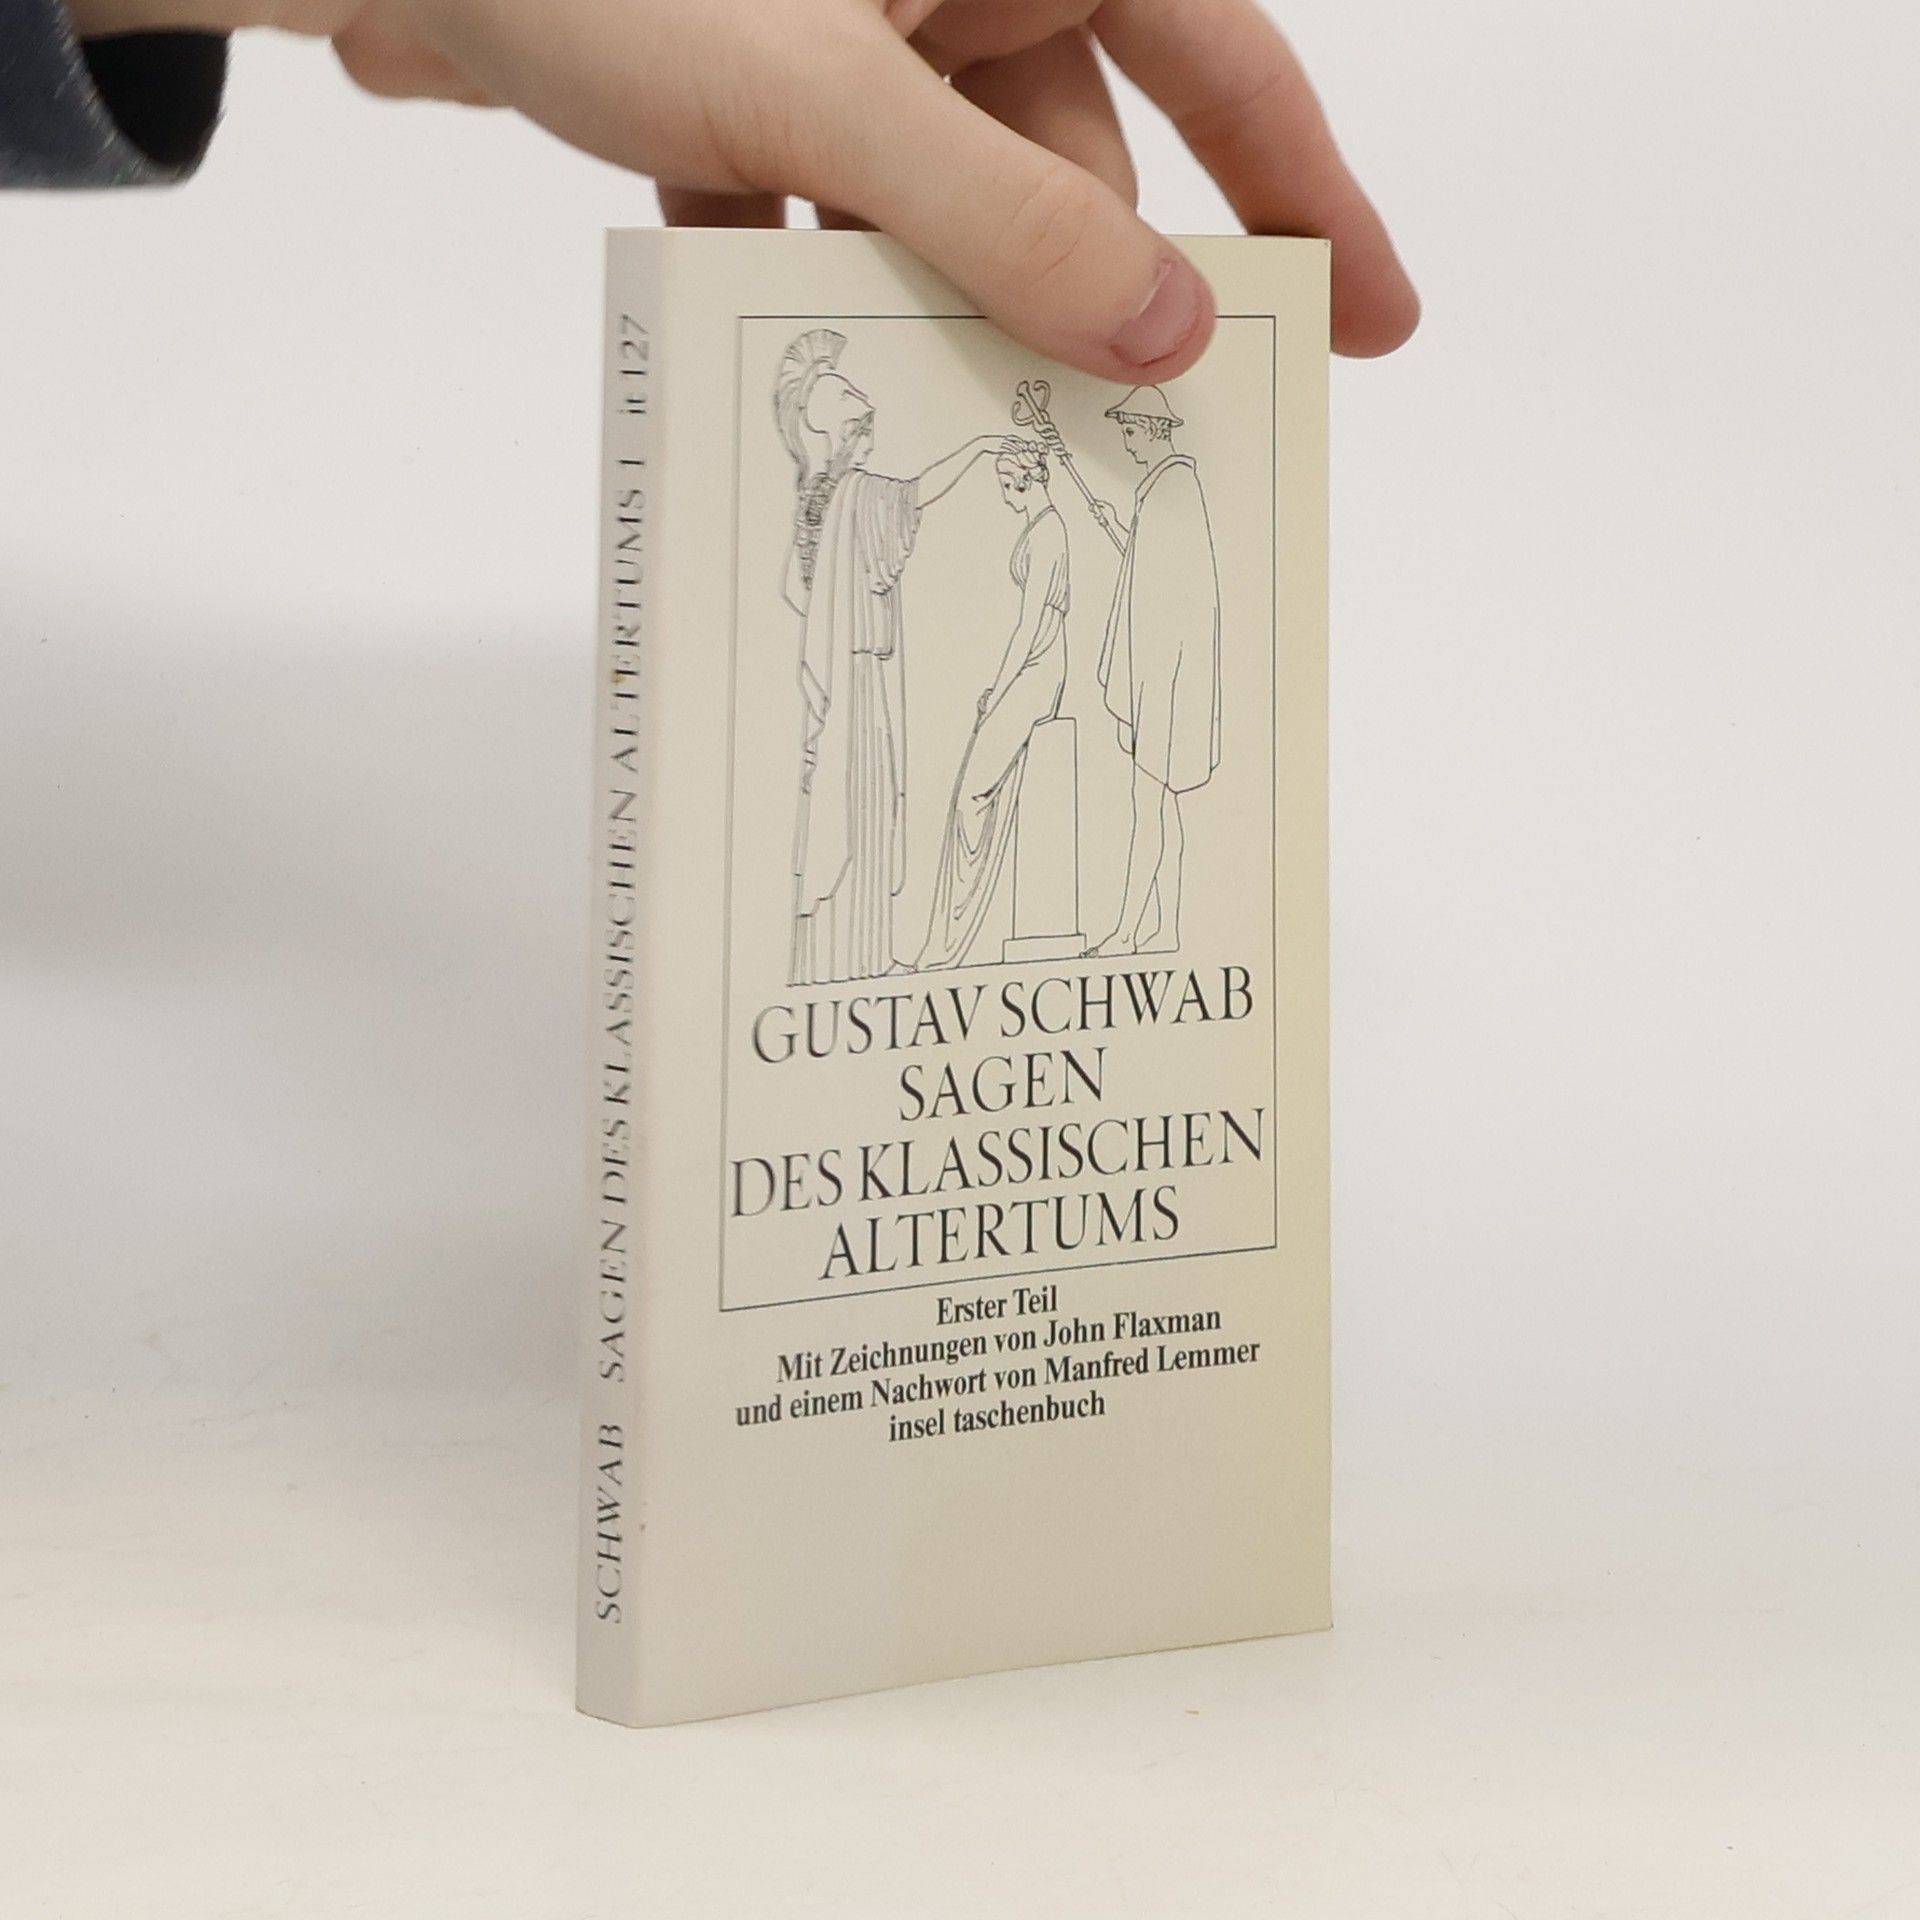 SCHWAB SAGEN DES KLASSISCHEN ALTERTUMS I it 127
GUSTAV SCHWAB
SAGEN
DES KLASSISCHEN
ALTERTUMS
Erster Teil
Mit Zeichnungen von John Flaxman
und einem Nachwort von Manfred Lemmer
insel taschenbuch